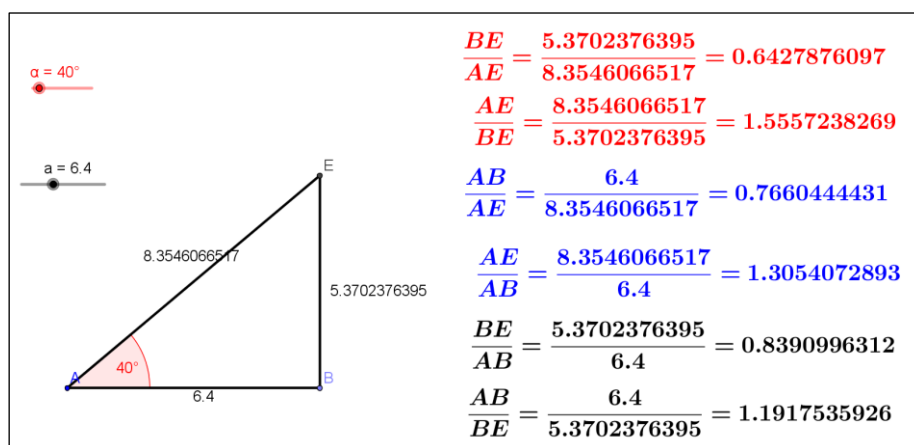 α = 40°
a = 6.4
E
8.3546066517
5.3702376395
40°
A
B
6.4
BE/AE = 5.3702376395/8.3546066517 = 0.6427876097
AE/BE = 8.3546066517/5.3702376395 = 1.5557238269
AB/AE = 6.4/8.3546066517 = 0.7660444431
AE/AB = 8.3546066517/6.4 = 1.3054072893
BE/AB = 5.3702376395/6.4 = 0.8390996312
AB/BE = 6.4/5.3702376395 = 1.1917535926